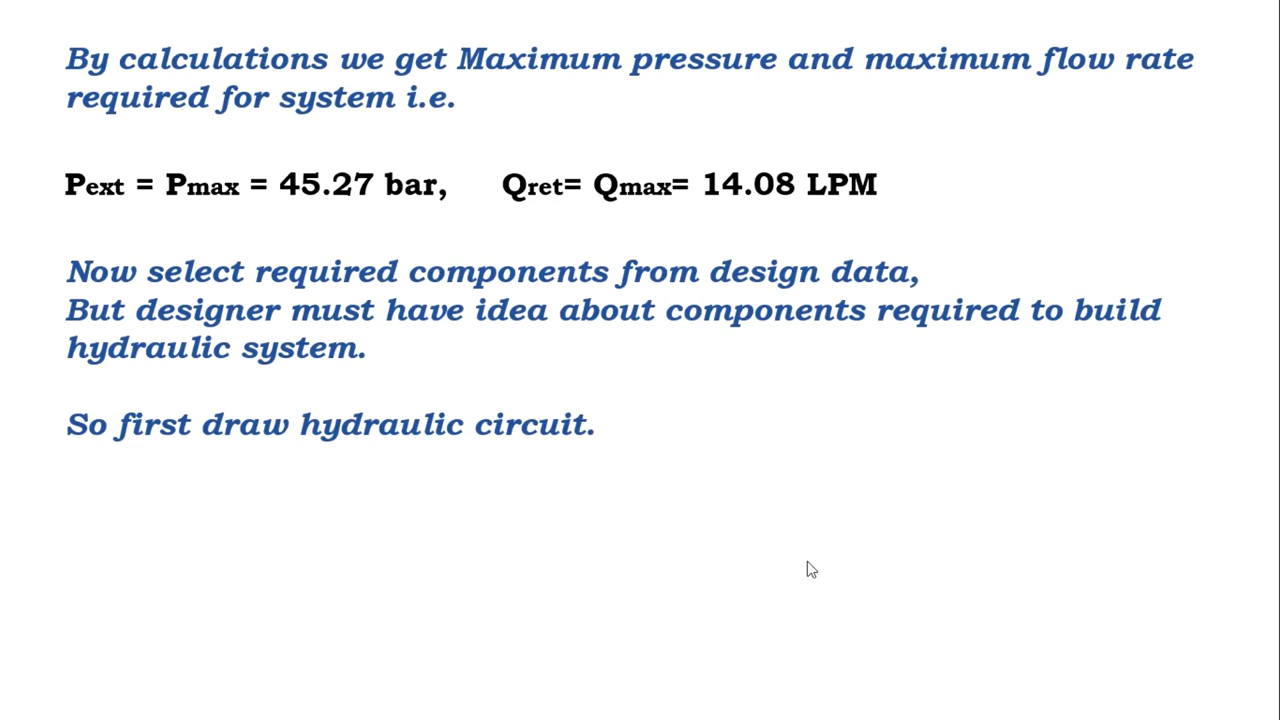 By calculations we get Maximum pressure and maximum flow rate
required for system i.e.
Pext = Pmax = 45.27 bar, Qret= Qmax= 14.08 LPM
Now select required components from design data,
But designer must have idea about components required to build
hydraulic system.
So first draw hydraulic circuit.